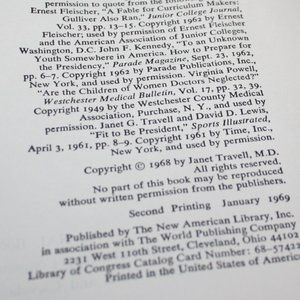 permission to quote from the following
Ernest Fleischer, "A Fable for Curriculum Makers:
Gulliver Also Ran," Junior College Journal,
Vol. 33, pp. 13-15, Copyright 1962 by Ernest
Fleischer; used by permission of Ernest Fleischer
and the American Association of Junior Colleges,
Washington, D.C. John F. Kennedy, "To an Unknown
Youth Somewhere in America. How to Prepare for
the Presidency," Parade Magazine, Sept. 23, 1962,
pp. 6-7, Copyright 1962 by Parade Publications, Inc.,
New York, and used by permission. Virginia Powell,
"Are the Children of Women Doctors Neglected?"
Westchester Medical Bulletin, Vol. 17, pp. 32, 39.
Copyright 1949 by the Westchester County Medical
Association, Purchase, N. Y., and used by
permission. Janet G. Travell and David D. Lewis,
"Fit to Be President," Sports Illustrated,
April 3, 1961, pp. 8-9. Copyright 1961 by Time, Inc.,
New York, and used by permission.
Copyright © 1968 by Janet Travell, M.D.
All rights reserved.
No part of this book may be reproduced
without written permission from the publishers.
Second Printing January 1969
Published by The New American Library, Inc.
in association with The World Publishing Company
2231 West 110th Street, Cleveland, Ohio 44102
Library of Congress Catalog Card Number: 68-57422
Printed in the United States of America